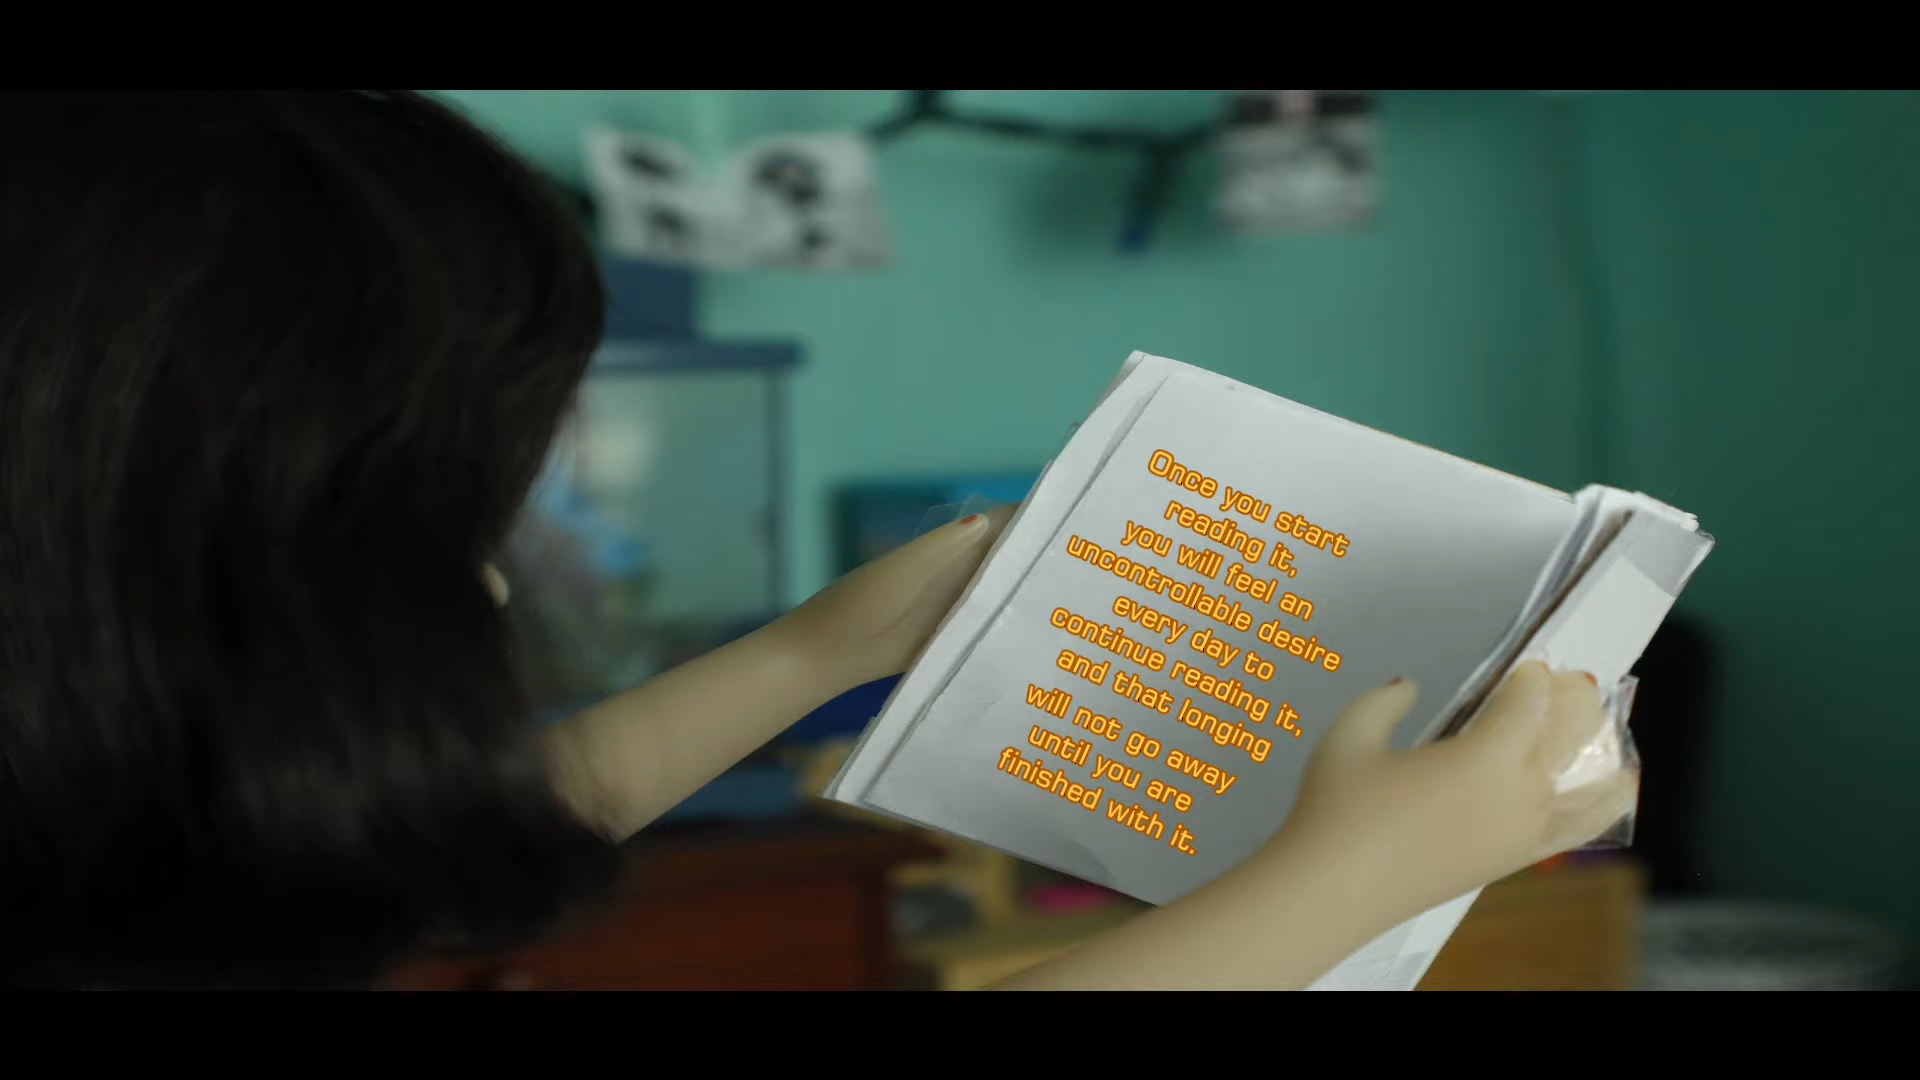 Once you start
reading it,
you will feel an
uncontrollable desire
every day to
continue reading it,
and that longing
will not go away
until you are
finished with it.